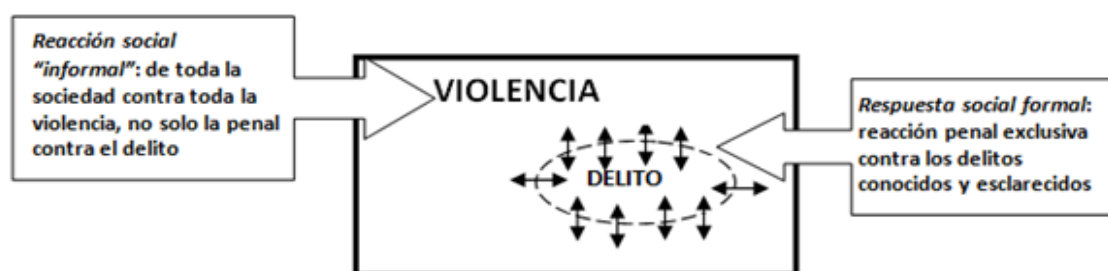 Reacción social
“informal”: de toda la
sociedad contra toda la
violencia, no solo la penal
contra el delito
VIOLENCIA
DELITO
Respuesta social formal:
reacción penal exclusiva
contra los delitos
conocidos y esclarecidos